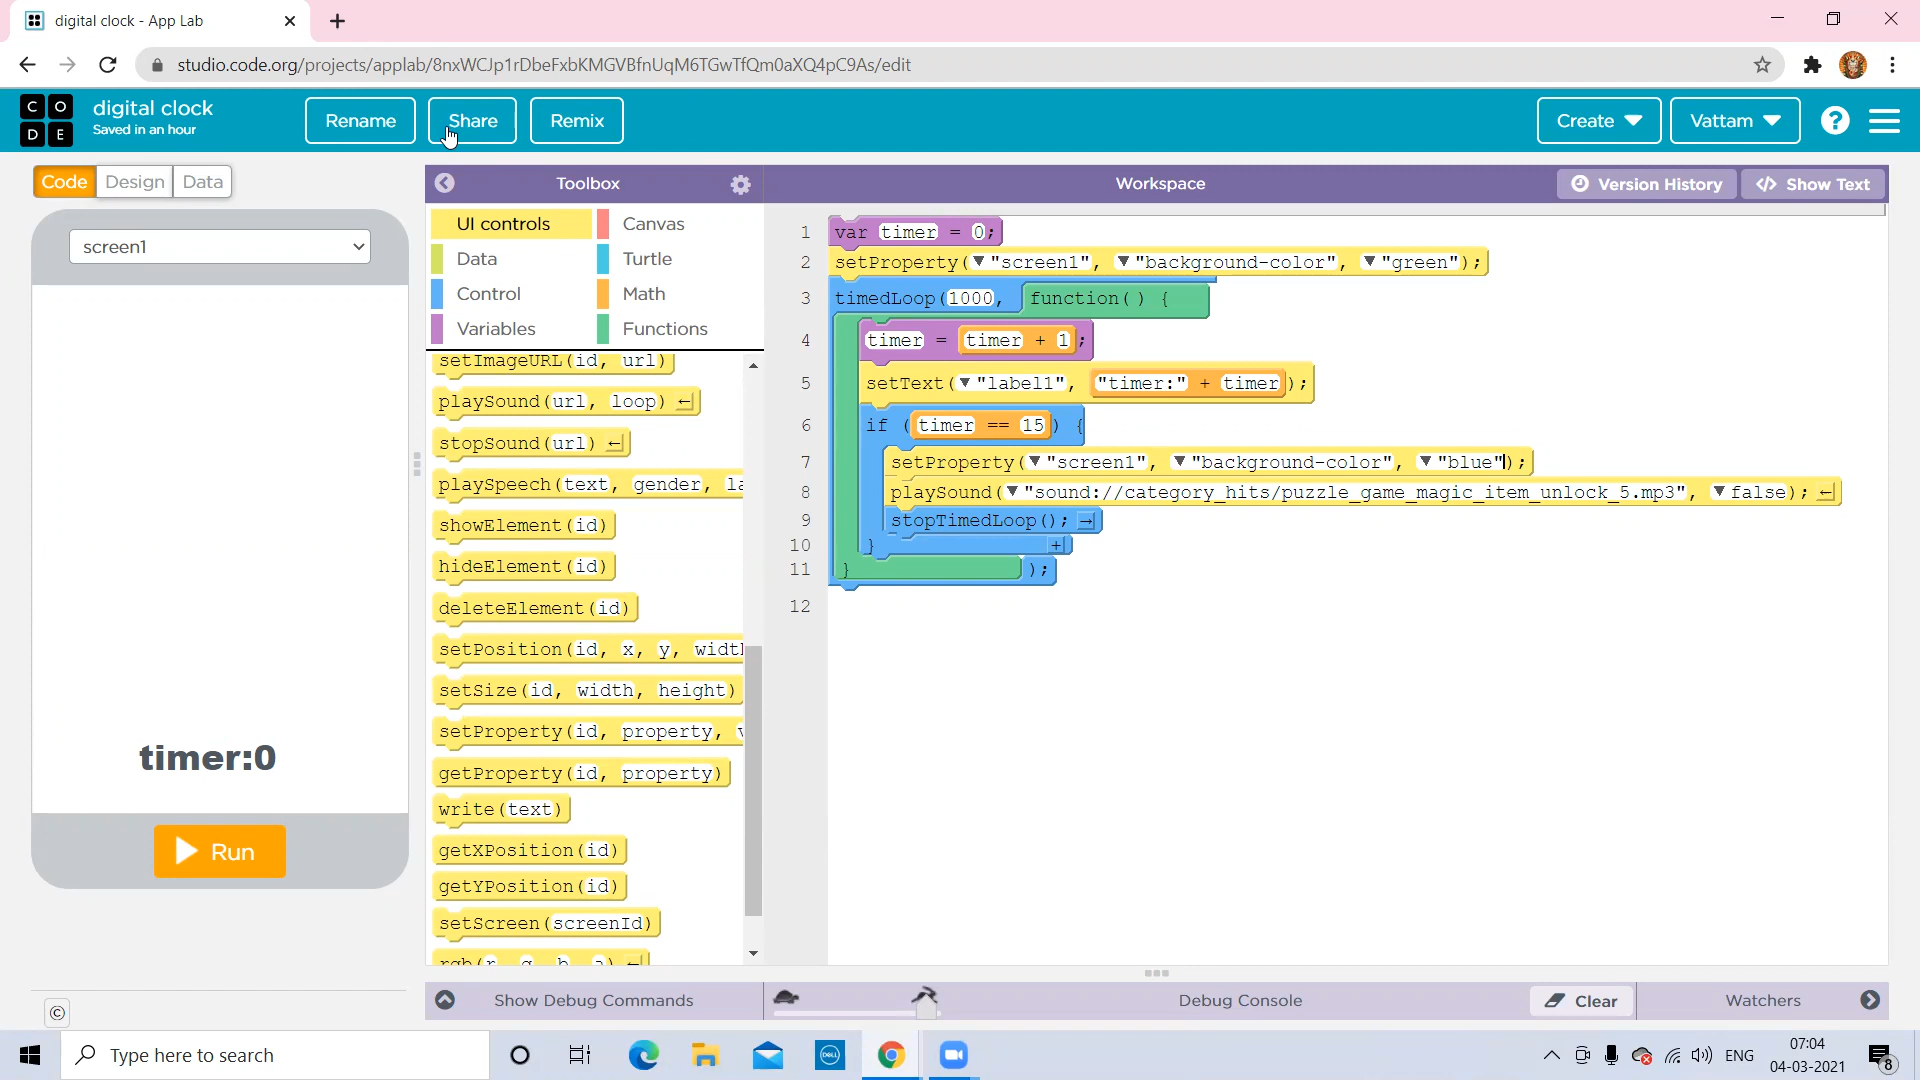 digital clock - App Lab
studio.code.org/projects/applab/8nxWCJp1rDbeFxbKMGVBfnUqM6TGwTfQm0aXQ4pC9As/edit
C O
D E
digital clock
Saved in an hour
Rename
Share
Remix
Create
Vattam
?
Code
Design
Data
Toolbox
Workspace
Version History
</> Show Text
screen1
UI controls
Canvas
Data
Turtle
Control
Math
Variables
Functions
setImageURL(id, url)
playSound(url, loop)
stopSound(url)
playSpeech(text, gender, la
showElement(id)
hideElement(id)
deleteElement(id)
setPosition(id, x, y, widt
setSize(id, width, height)
setProperty(id, property, v
getProperty(id, property)
write(text)
getXPosition(id)
getYPosition(id)
setScreen(screenId)
rgb(r, g, b, a)
1 var timer = 0;
2 setProperty("screen1", "background-color", "green");
3 timedLoop(1000, function() {
4 timer = timer + 1;
5 setText("label1", "timer:" + timer);
6 if (timer == 15) {
7 setProperty("screen1", "background-color", "blue");
8 playSound("sound://category_hits/puzzle_game_magic_item_unlock_5.mp3", false);
9 stopTimedLoop();
10 } +
11 } );
12
timer:0
Run
©
Show Debug Commands
Debug Console
Clear
Watchers
Type here to search
DELL
ENG
07:04
04-03-2021
8